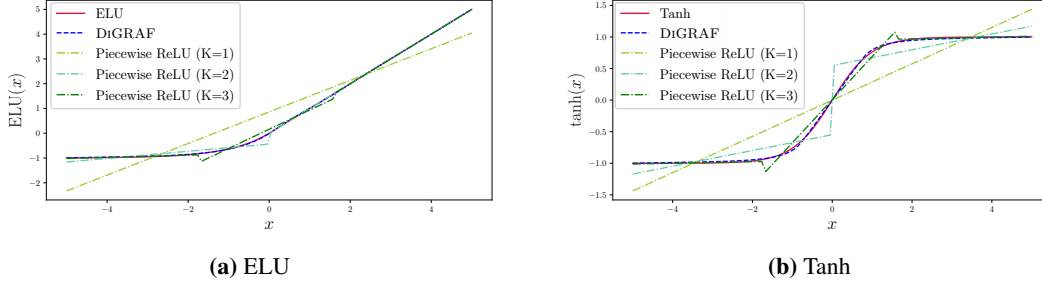 ELU
DIGRAF
Piecewise ReLU (K=1)
Piecewise ReLU (K=2)
Piecewise ReLU (K=3)
ELU(x)
5
4
3
2
1
0
−1
−2
−4
−2
0
2
4
x
(a) ELU
Tanh
DIGRAF
Piecewise ReLU (K=1)
Piecewise ReLU (K=2)
Piecewise ReLU (K=3)
tanh(x)
1.5
1.0
0.5
0.0
−0.5
−1.0
−1.5
−4
−2
0
2
4
x
(b) Tanh